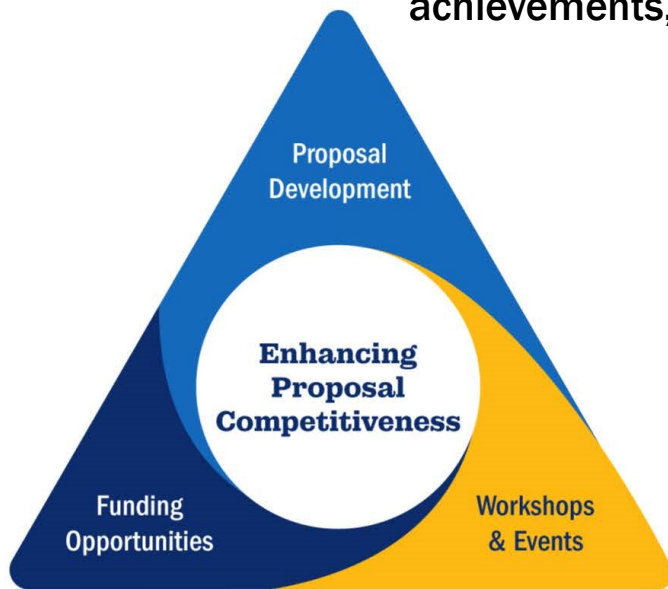 achievements,
Proposal
Development
Enhancing
Proposal
Competitiveness
Funding
Opportunities
Workshops
& Events